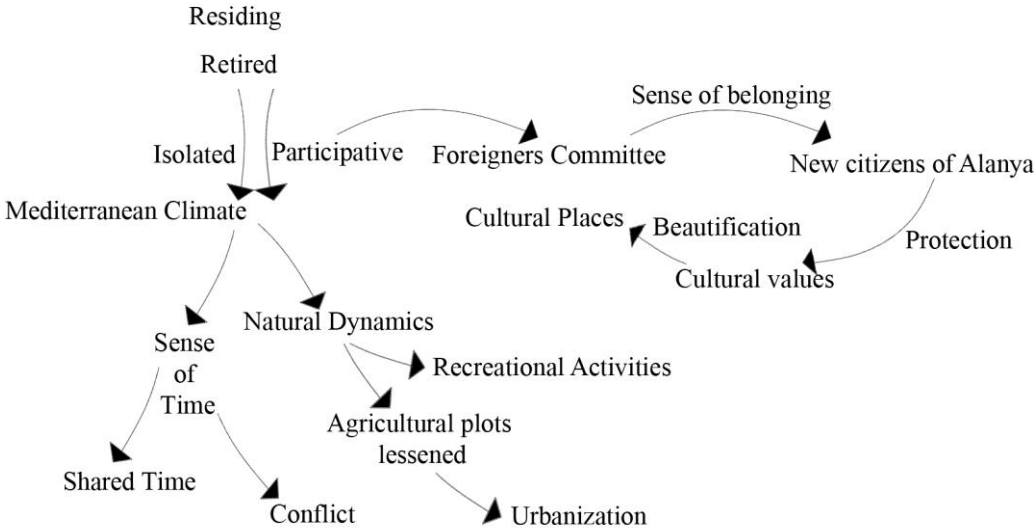 Residing
Retired
Sense of belonging
Isolated
Participative
Foreigners Committee
New citizens of Alanya
Mediterranean Climate
Cultural Places
Beautification
Protection
Cultural values
Natural Dynamics
Sense
of
Time
Recreational Activities
Agricultural plots
lessened
Shared Time
Conflict
Urbanization